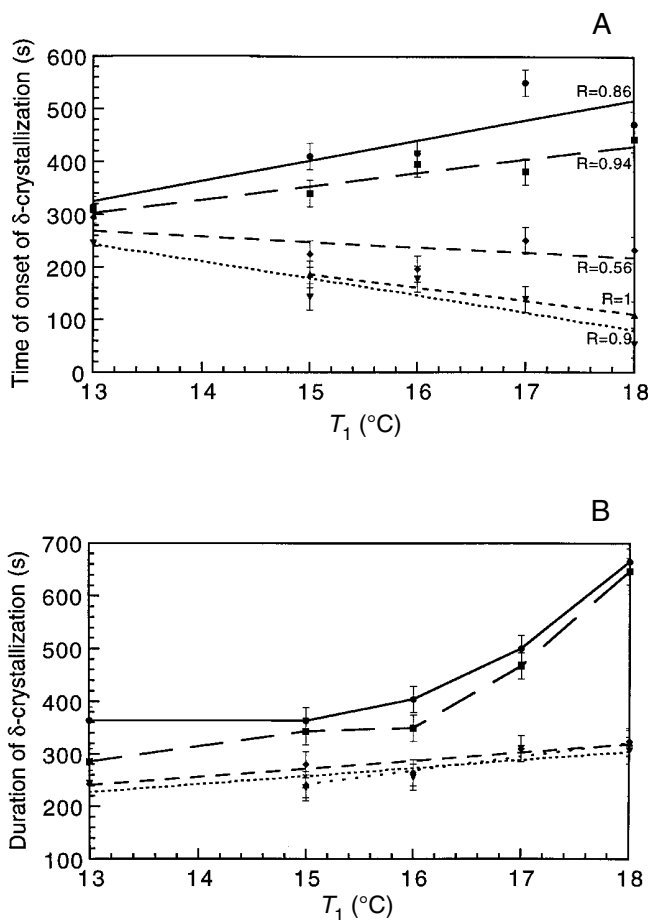 A
Time of onset of δ-crystallization (s)
600
500
400
300
200
100
0
R=0.86
R=0.94
R=0.56
R=1
R=0.9
13 14 15 16 17 18
T1 (°C)
B
Duration of δ-crystallization (s)
700
600
500
400
300
200
100
13 14 15 16 17 18
T1 (°C)